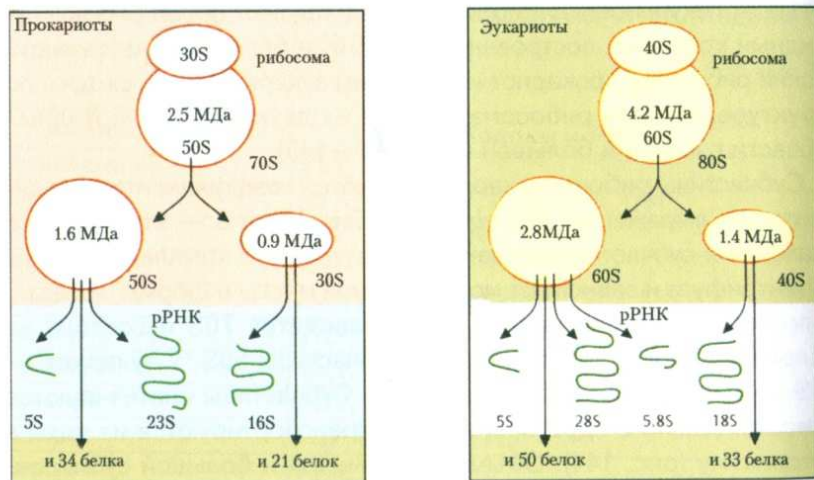 Прокариоты
30S
рибосома
2.5 МДа
50S
70S
1.6 МДа
0.9 МДа
50S
30S
рРНК
5S
23S
16S
и 34 белка
и 21 белок
Эукариоты
40S
рибосома
4.2 МДа
60S
80S
2.8МДа
1.4 МДа
60S
40S
рРНК
5S
28S
5.8S
18S
и 50 белок
и 33 белка